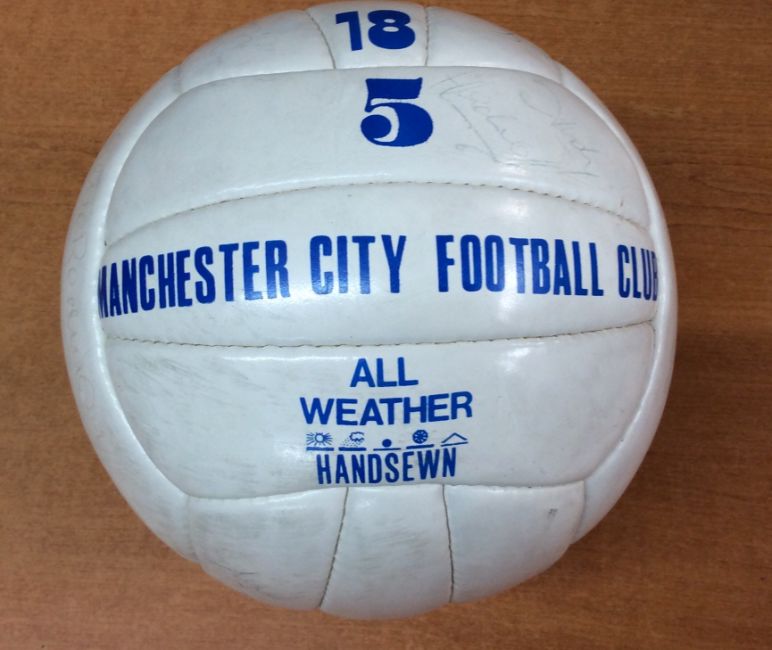 18
5
MANCHESTER CITY FOOTBALL CLUB
ALL
WEATHER
HANDSEWN